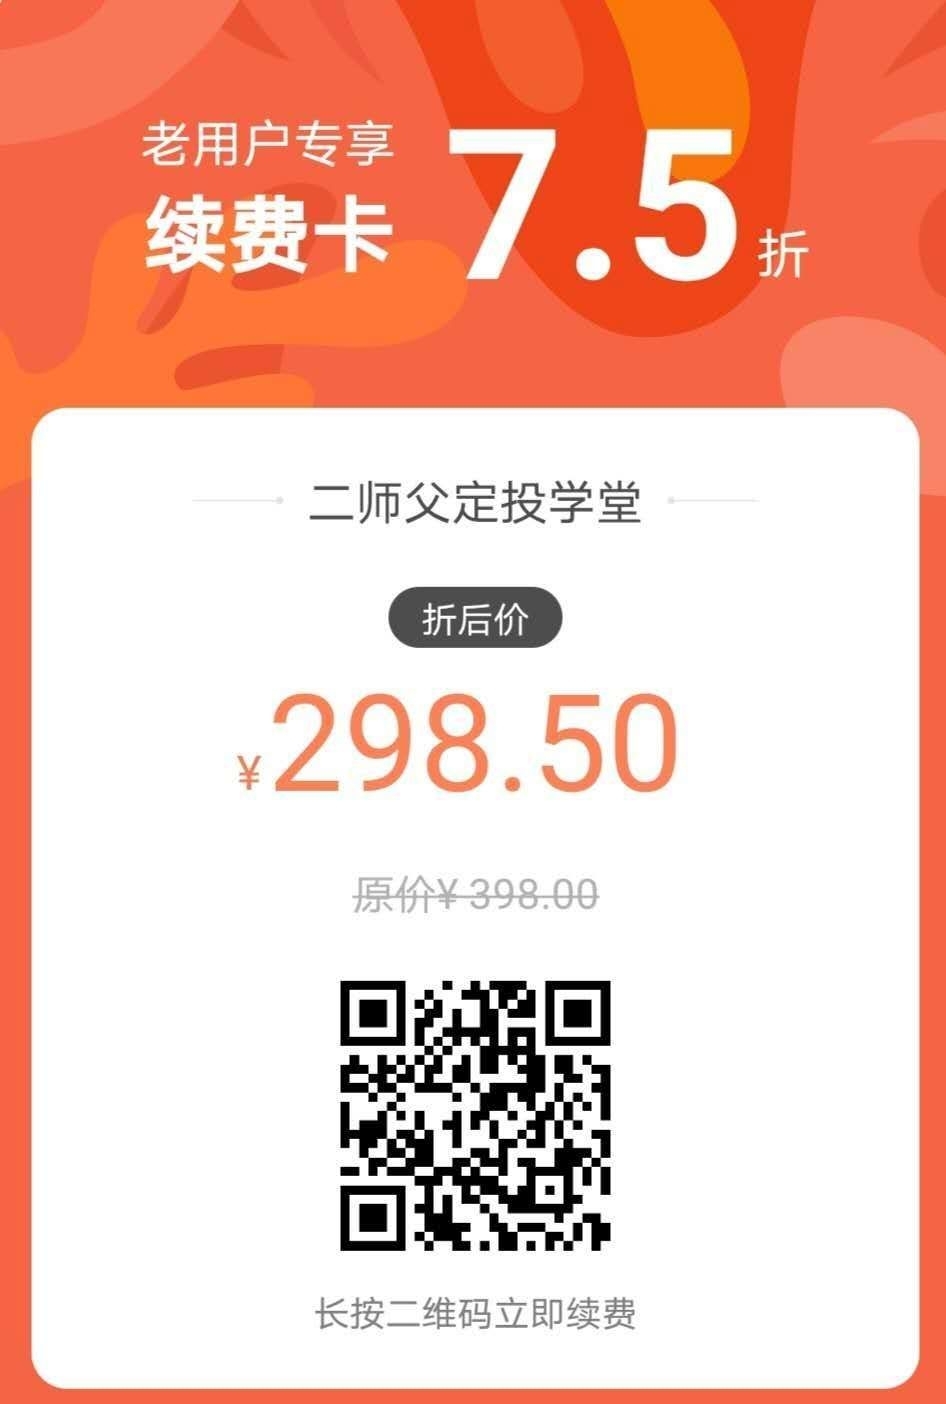 老用户专享
续费卡
7.5折
二师父定投学堂
折后价
¥298.50
原价¥ 398.00
长按二维码立即续费